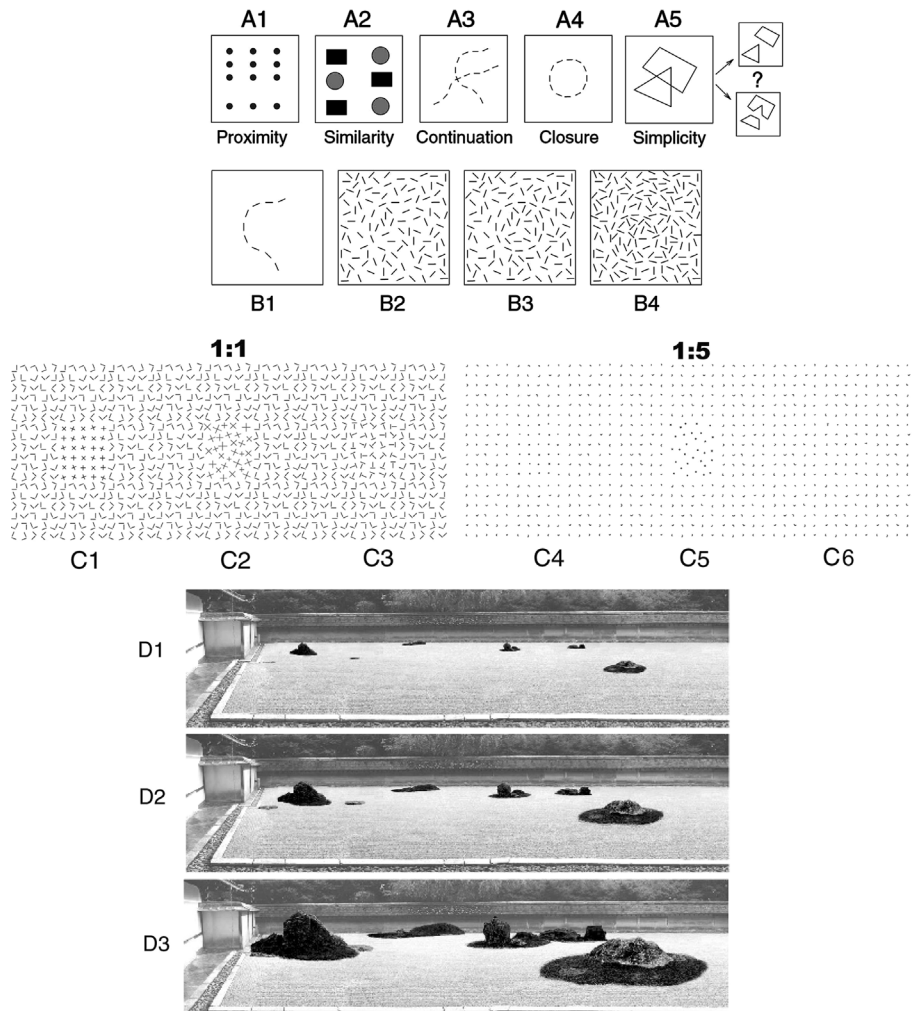 A1 A2 A3 A4 A5
?
Proximity Similarity Continuation Closure Simplicity
B1 B2 B3 B4
1:1 1:5
C1 C2 C3 C4 C5 C6
D1
D2
D3